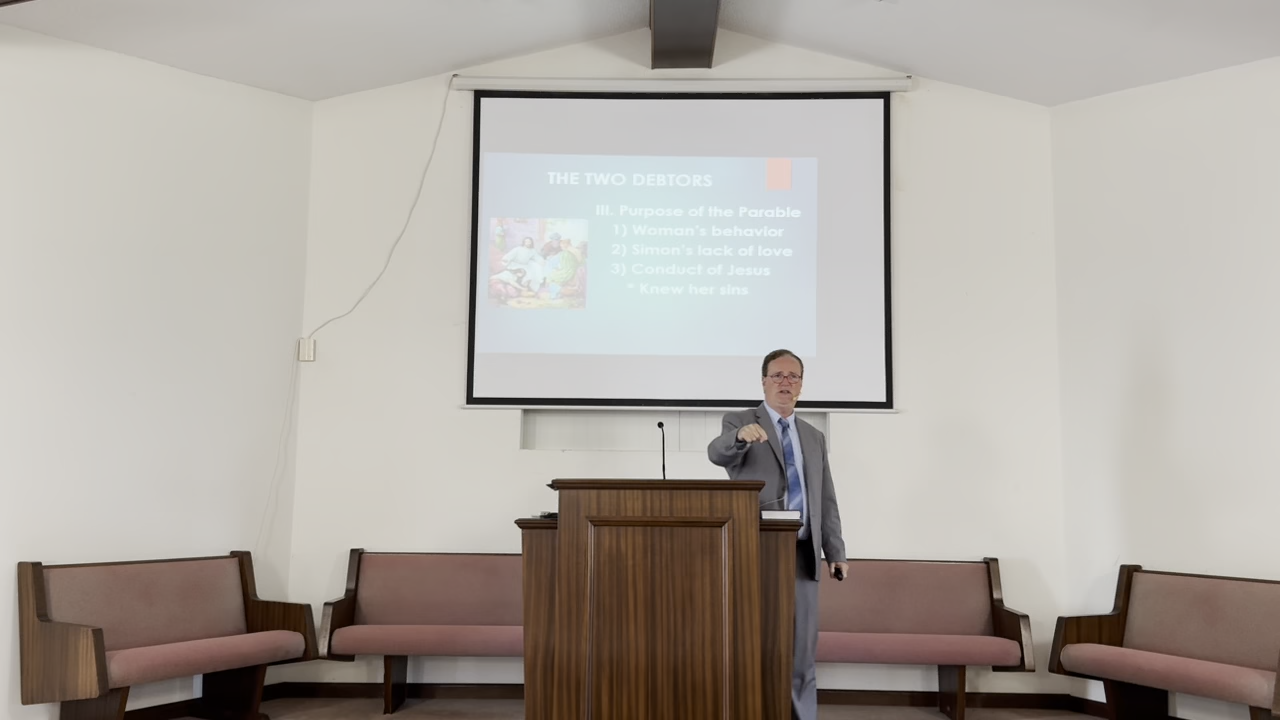 THE TWO DEBTORS
III. Purpose of the Parable
1) Woman's behavior
2) Simon's lack of love
3) Conduct of Jesus
* Knew her sins